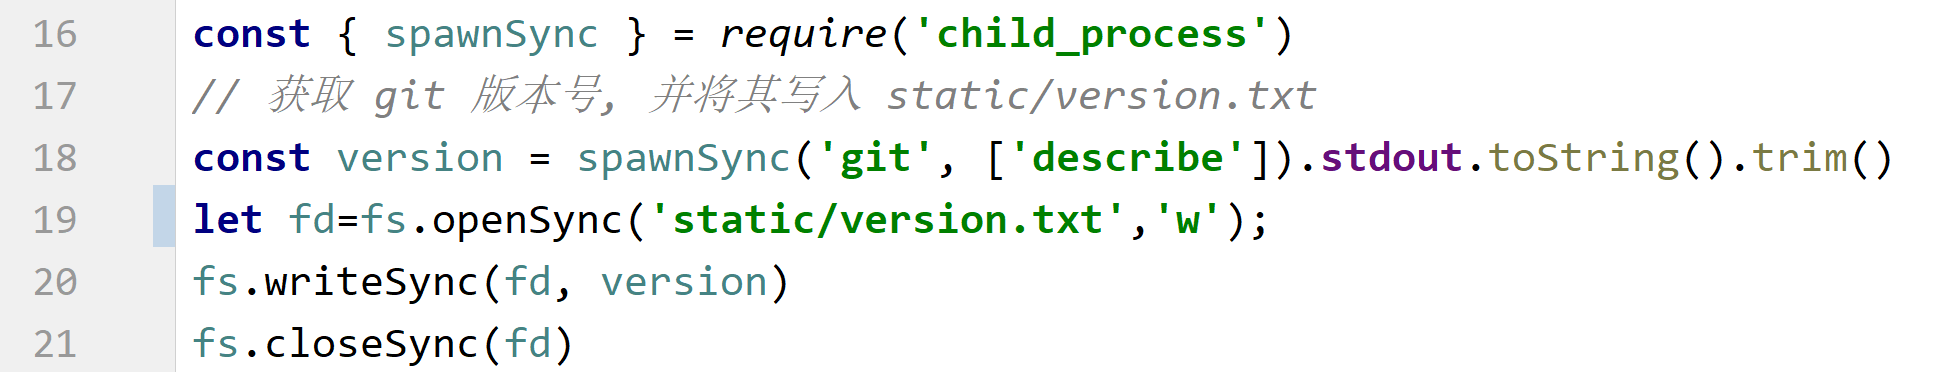 16 const { spawnSync } = require('child_process')
17 // 获取 git 版本号, 并将其写入 static/version.txt
18 const version = spawnSync('git', ['describe']).stdout.toString().trim()
19 let fd=fs.openSync('static/version.txt','w');
20 fs.writeSync(fd, version)
21 fs.closeSync(fd)